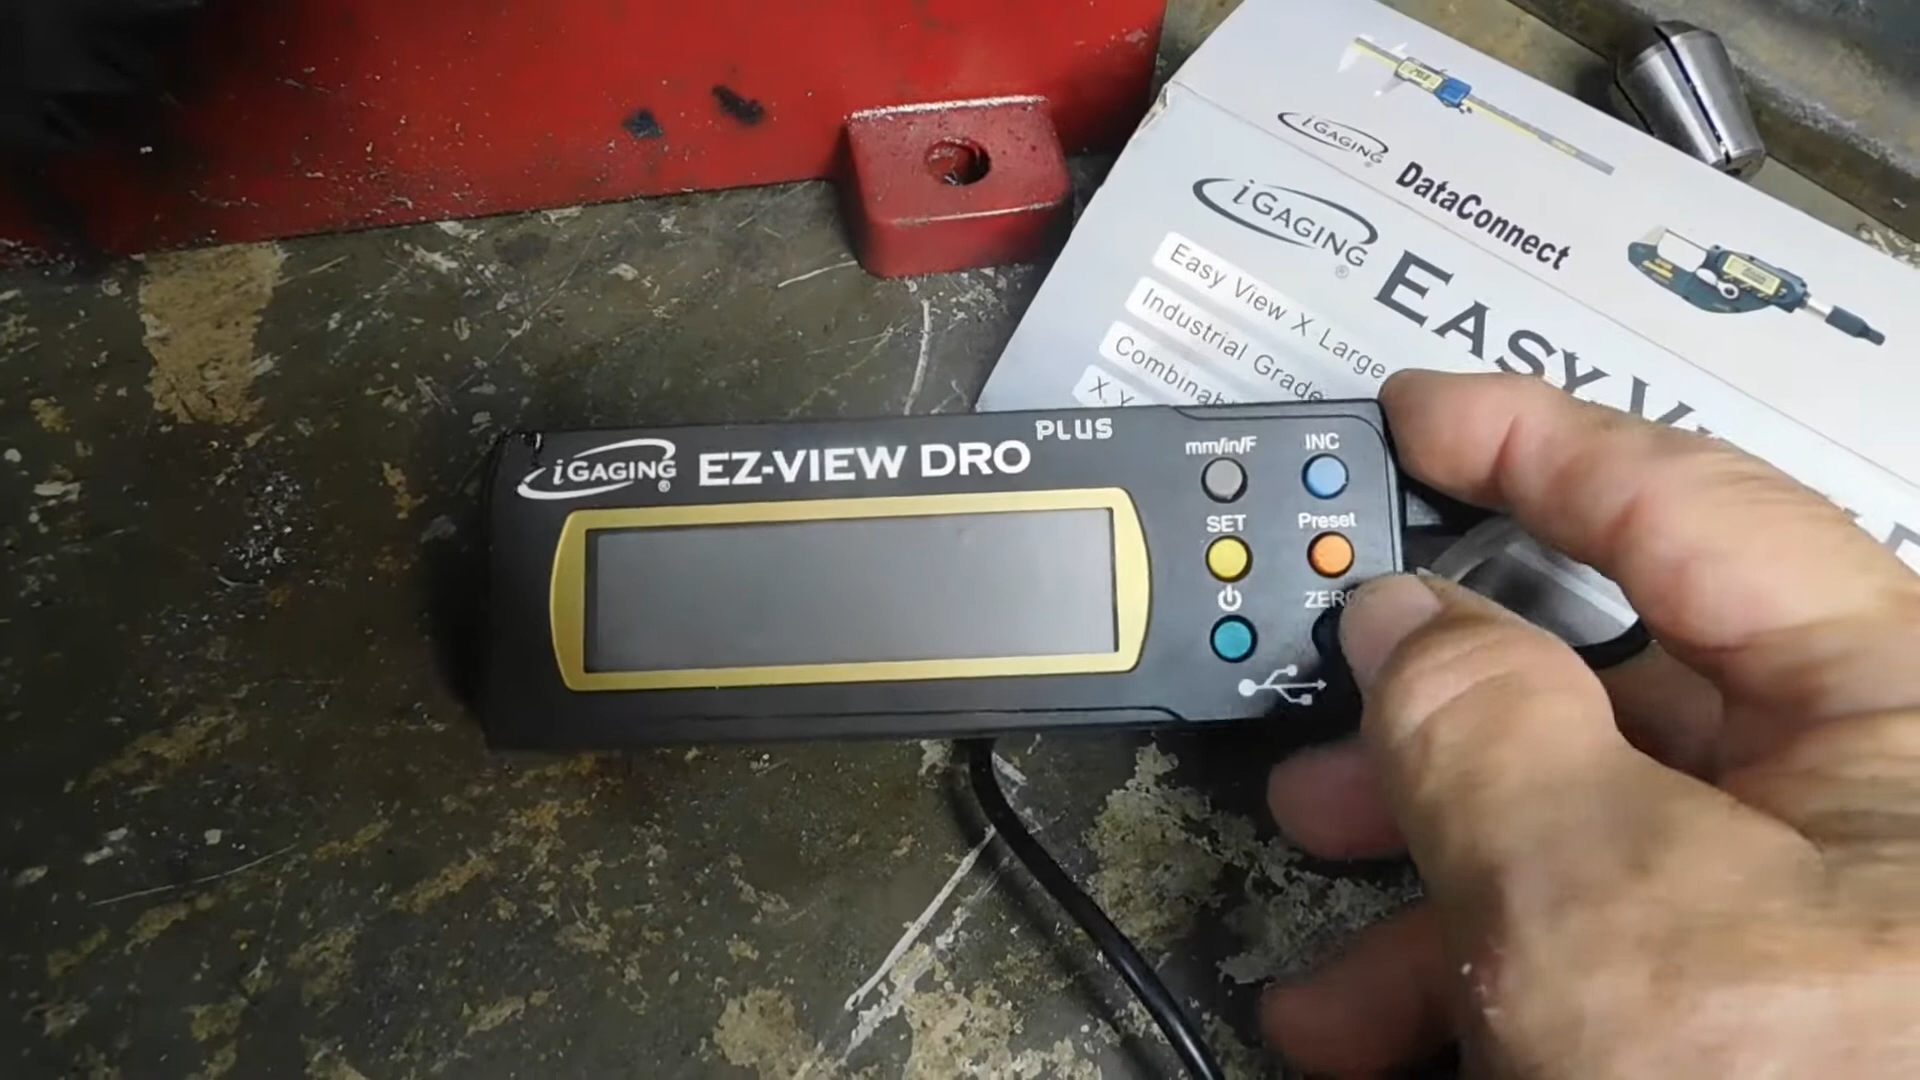 iGAGING®
DataConnect
iGAGING®
EASY
Easy View X Large
Industrial Grade
X, Y
iGAGING®
EZ-VIEW DRO PLUS
mm/in/F
INC
SET
Preset
ZERO